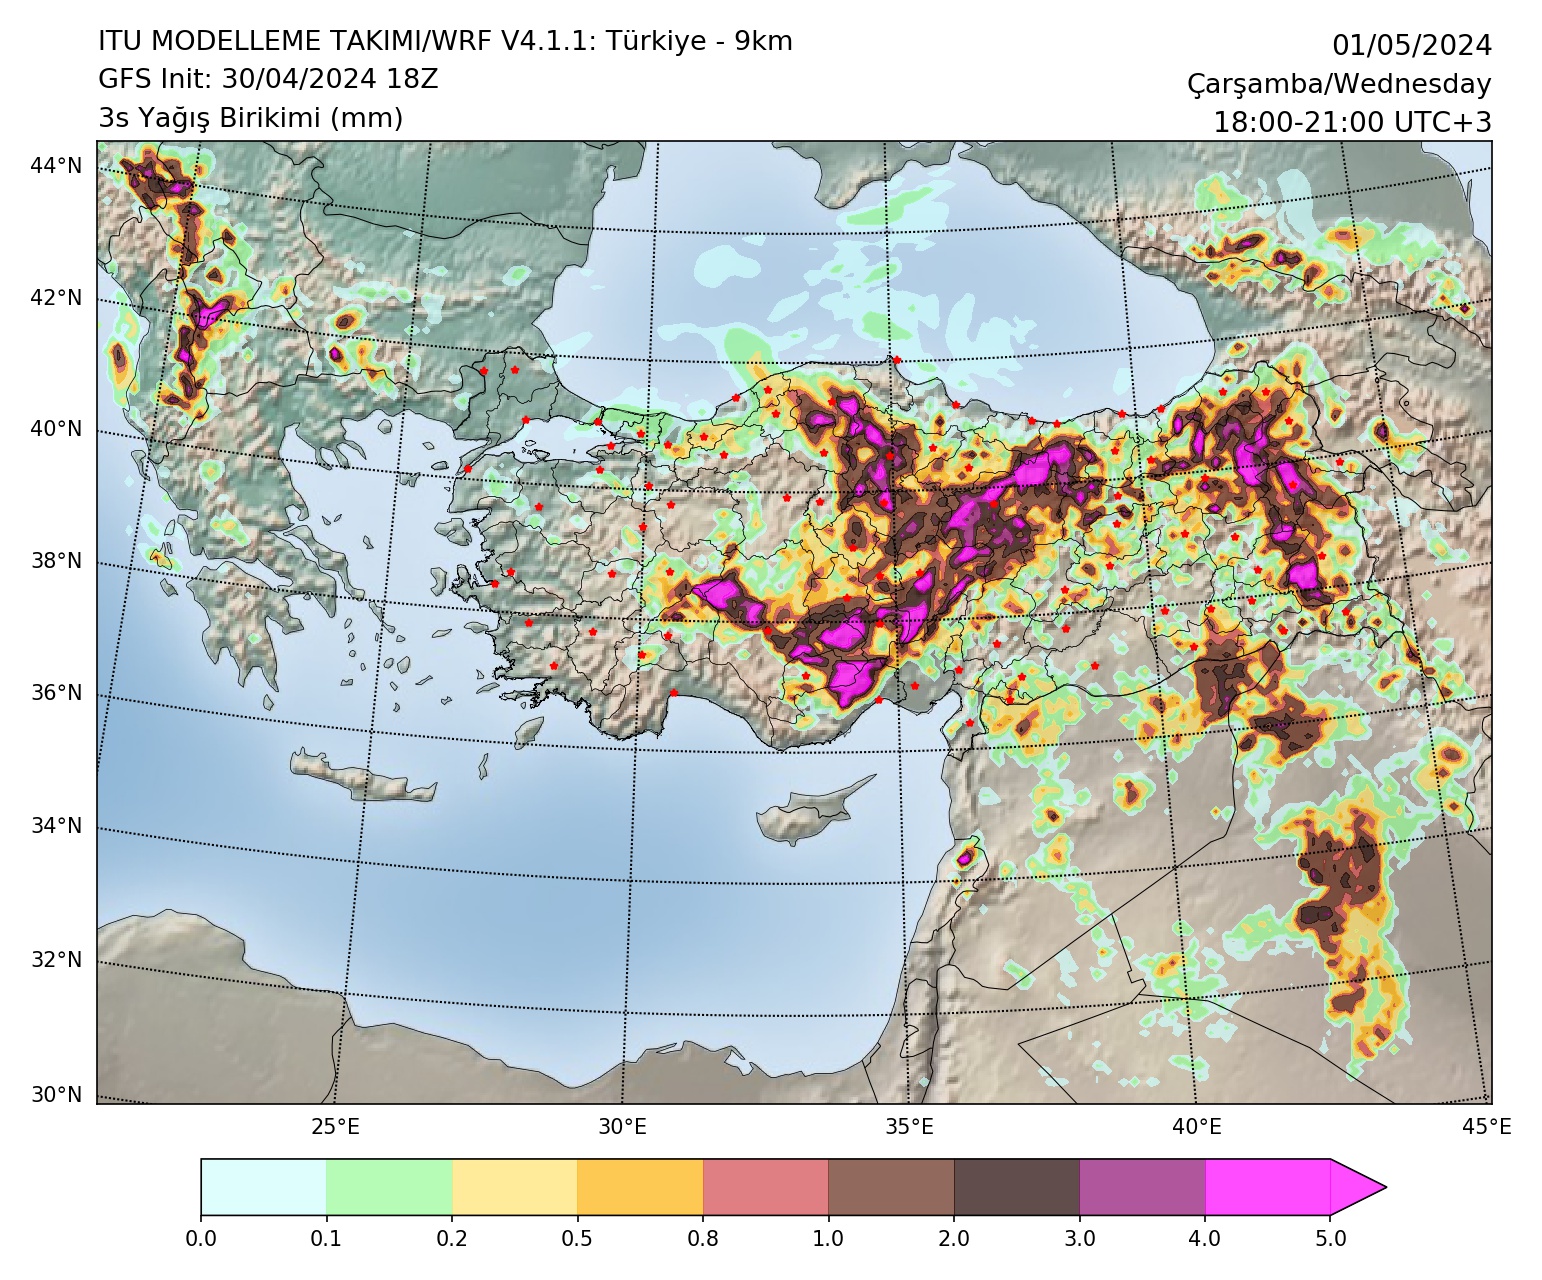 ITU MODELLEME TAKIMI/WRF V4.1.1: Türkiye - 9km
GFS Init: 30/04/2024 18Z
3s Yağış Birikimi (mm)
01/05/2024
Çarşamba/Wednesday
18:00-21:00 UTC+3
44°N
42°N
40°N
38°N
36°N
34°N
32°N
30°N
25°E 30°E 35°E 40°E 45°E
0.0 0.1 0.2 0.5 0.8 1.0 2.0 3.0 4.0 5.0